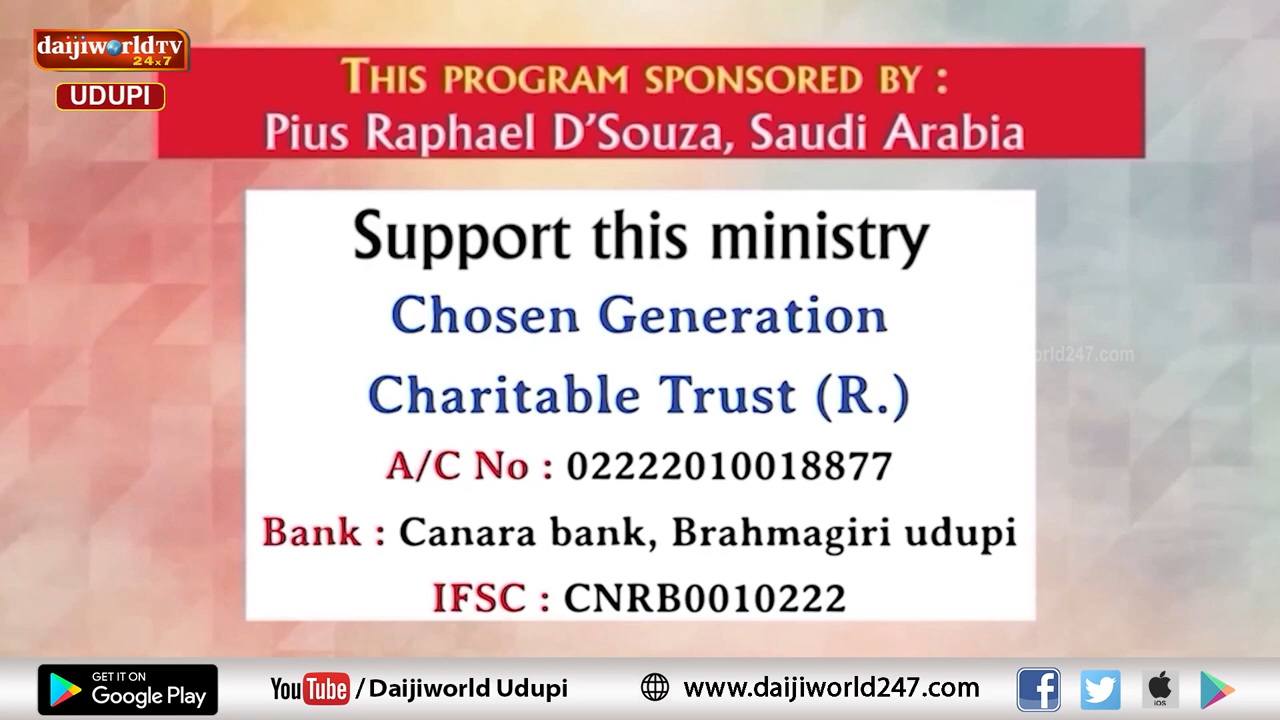 daijiworldTV
24x7
UDUPI
THIS PROGRAM SPONSORED BY :
Pius Raphael D'Souza, Saudi Arabia
Support this ministry
Chosen Generation
Charitable Trust (R.)
A/C No : 02222010018877
Bank : Canara bank, Brahmagiri udupi
IFSC : CNRB0010222
GET IT ON
Google Play
YouTube /Daijiworld Udupi
www.daijiworld247.com
iOS